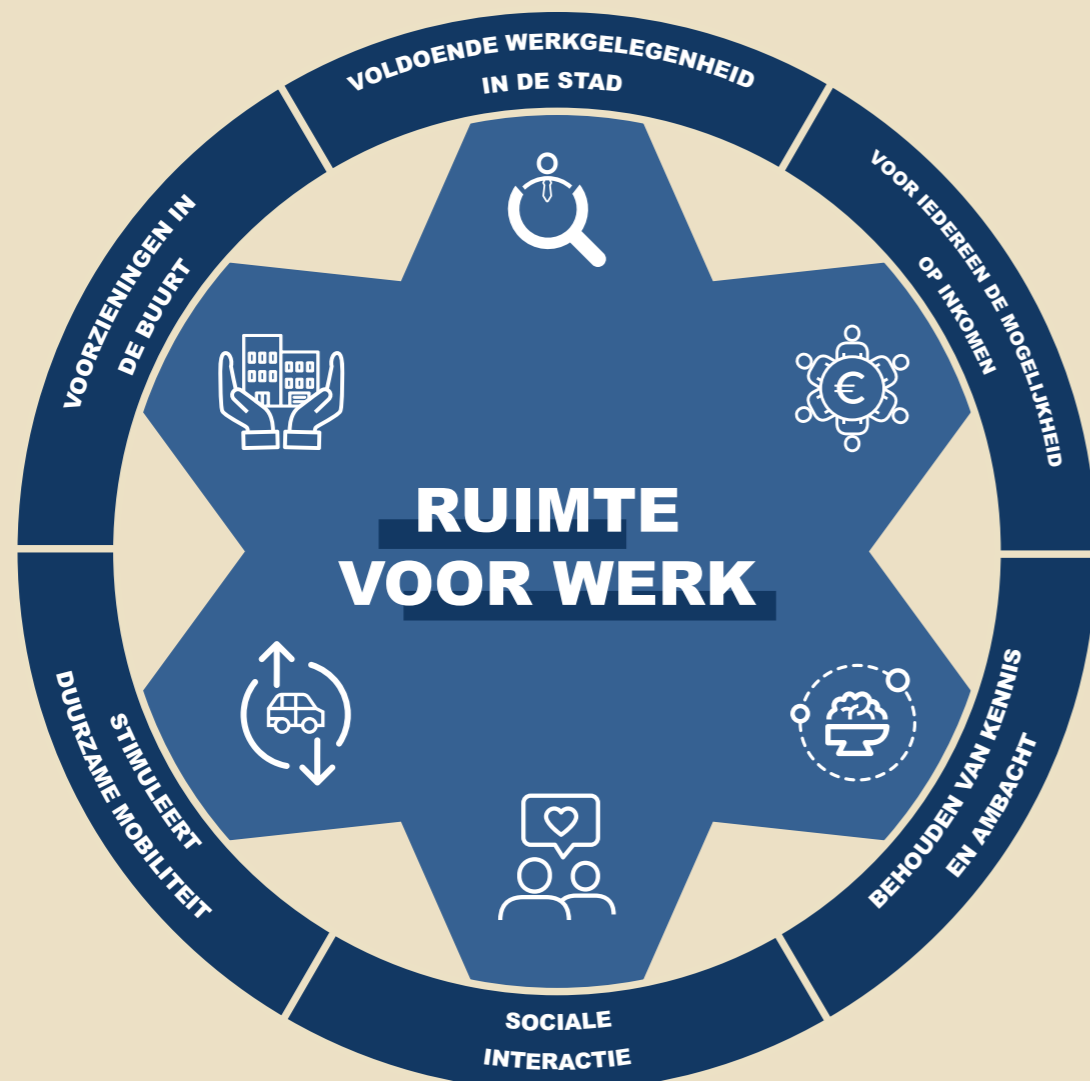 VOLDOENDE WERKGELEGENHEID
IN DE STAD
VOOR IEDEREEN DE MOGELIJKHEID
OP INKOMEN
BEHOUDEN VAN KENNIS
EN AMBACHT
SOCIALE
INTERACTIE
STIMULEERT
DUURZAME MOBILITEIT
VOORZIENINGEN IN
DE BUURT
€
RUIMTE
VOOR WERK